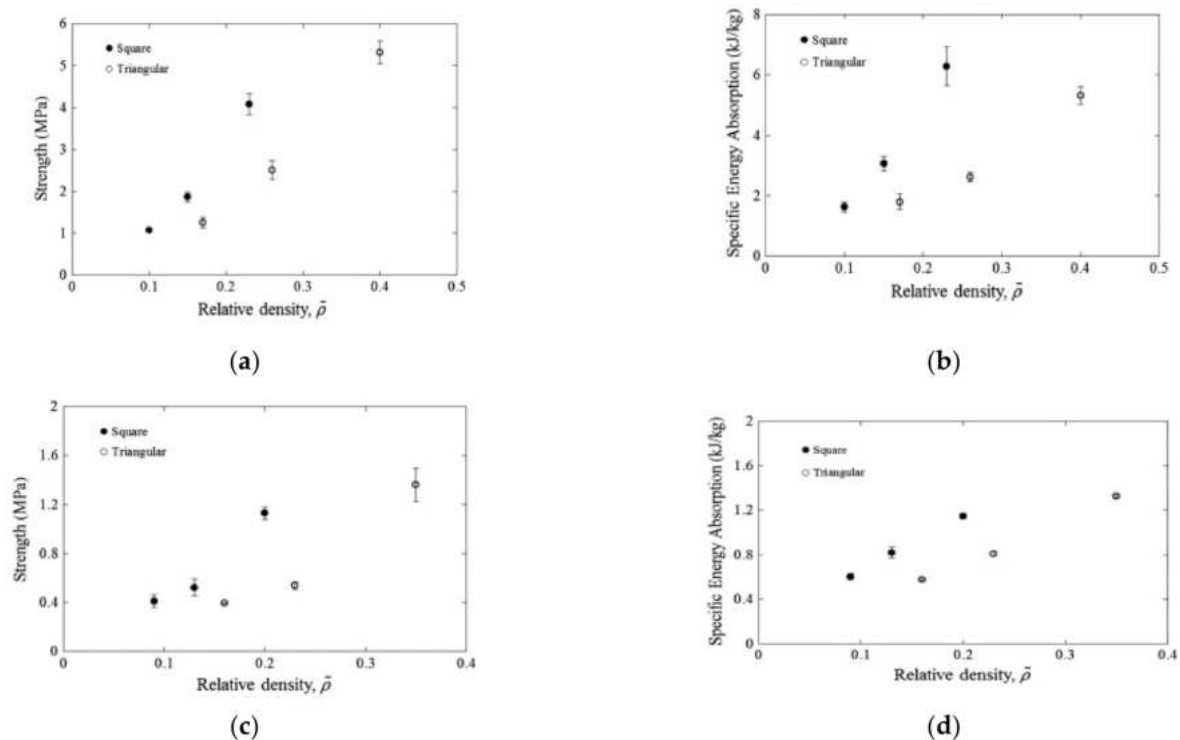 6
5
4
3
2
1
0
Strength (MPa)
Square
Triangular
0
0.1
0.2
0.3
0.4
0.5
Relative density, ρ̄
(a)
8
6
4
2
0
Specific Energy Absorption (kJ/kg)
Square
Triangular
0
0.1
0.2
0.3
0.4
0.5
Relative density, ρ̄
(b)
2
1.6
1.2
0.8
0.4
0
Strength (MPa)
Square
Triangular
0
0.1
0.2
0.3
0.4
Relative density, ρ̄
(c)
2
1.6
1.2
0.8
0.4
0
Specific Energy Absorption (kJ/kg)
Square
Triangular
0
0.1
0.2
0.3
0.4
Relative density, ρ̄
(d)